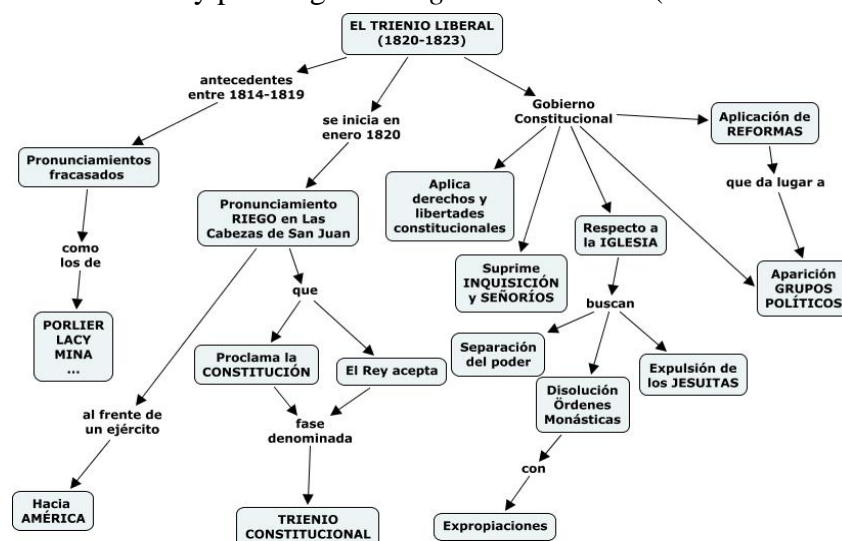 EL TRIENIO LIBERAL
(1820-1823)
antecedentes
entre 1814-1819
se inicia en
enero 1820
Gobierno
Constitucional
Aplicación de
REFORMAS
Pronunciamientos
fracasados
que da lugar a
Pronunciamiento
RIEGO en Las
Cabezas de San Juan
Aplica
derechos y
libertades
constitucionales
Respecto a
la IGLESIA
Suprime
INQUISICIÓN
y SEÑORÍOS
Aparición
GRUPOS
POLÍTICOS
como
los de
que
buscan
PORLIER
LACY
MINA
...
Proclama la
CONSTITUCIÓN
El Rey acepta
Separación
del poder
Expulsión de
los JESUITAS
Disolución
Órdenes
Monásticas
al frente de
un ejército
fase
denominada
con
Hacia
AMÉRICA
TRIENIO
CONSTITUCIONAL
Expropiaciones